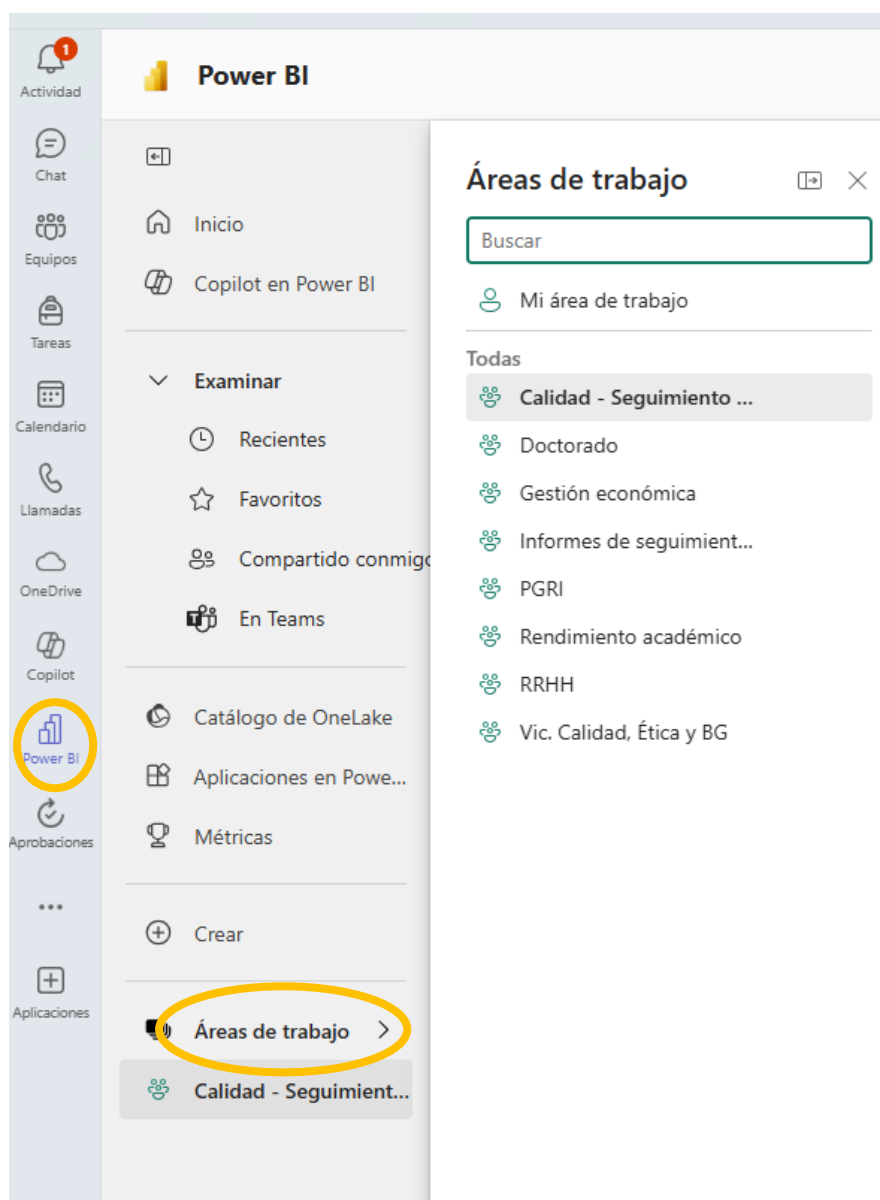 1
Actividad
Chat
Equipos
Tareas
Calendario
Llamadas
OneDrive
Copilot
Power BI
Aprobaciones
Aplicaciones
Power BI
Inicio
Copilot en Power BI
Examinar
Recientes
Favoritos
Compartido conmigo
En Teams
Catálogo de OneLake
Aplicaciones en Powe...
Métricas
Crear
Áreas de trabajo
Calidad - Seguimient...
Áreas de trabajo
Buscar
Mi área de trabajo
Todas
Calidad - Seguimiento ...
Doctorado
Gestión económica
Informes de seguimient...
PGRI
Rendimiento académico
RRHH
Vic. Calidad, Ética y BG